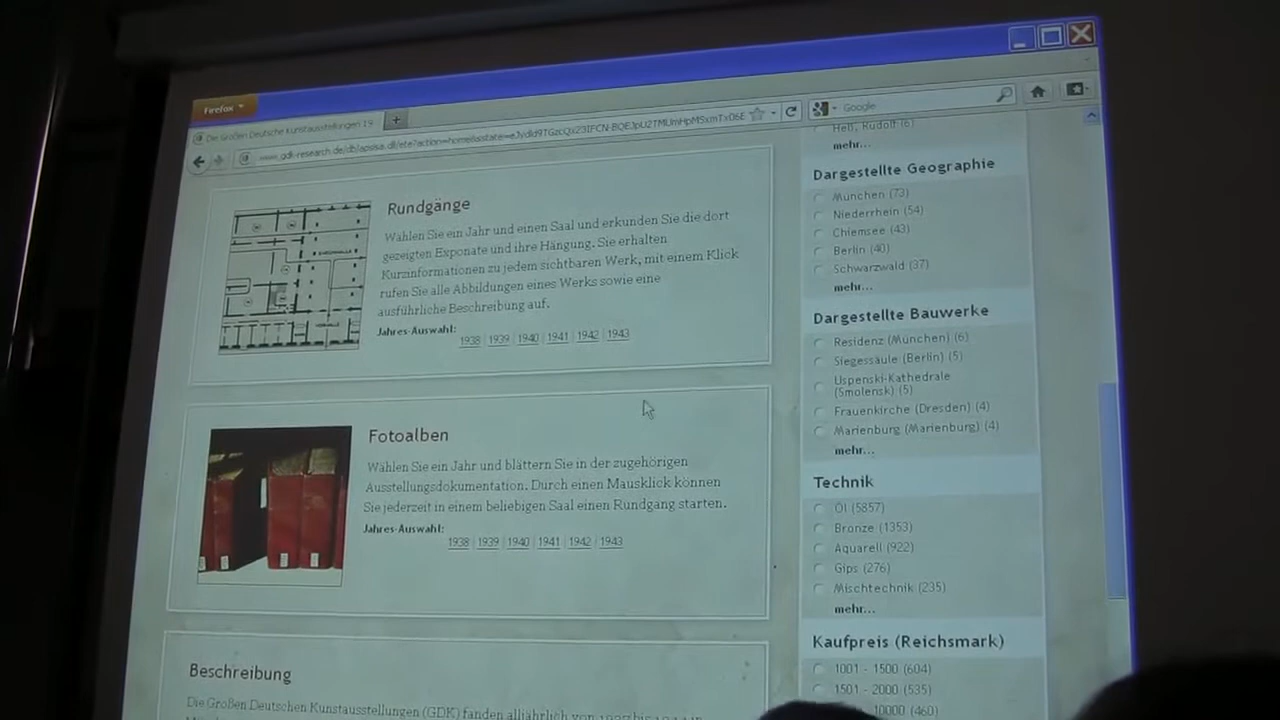 Firefox
Die Großen Deutsche Kunstausstellungen 19
Google
Rundgänge
Wählen Sie ein Jahr und einen Saal und erkunden Sie die dort
gezeigten Exponate und ihre Hängung. Sie erhalten
Kurzinformationen zu jedem sichtbaren Werk, mit einem Klick
rufen Sie alle Abbildungen eines Werks sowie eine
ausführliche Beschreibung auf.
Jahres-Auswahl:
1938 1939 1940 1941 1942 1943
Fotoalben
Wählen Sie ein Jahr und blättern Sie in der zugehörigen
Ausstellungsdokumentation. Durch einen Mausklick können
Sie jederzeit in einem beliebigen Saal einen Rundgang starten.
Jahres-Auswahl:
1938 1939 1940 1941 1942 1943
Beschreibung
Die Großen Deutschen Kunstausstellungen (GDK) fanden alljährlich von
Heß, Rudolf (6)
mehr...
Dargestellte Geographie
München (73)
Niederrhein (54)
Chiemsee (43)
Berlin (40)
Schwarzwald (37)
mehr...
Dargestellte Bauwerke
Residenz (München) (6)
Siegessäule (Berlin) (5)
Uspenski-Kathedrale
(Smolensk) (5)
Frauenkirche (Dresden) (4)
Marienburg (Marienburg) (4)
mehr...
Technik
Öl (5857)
Bronze (1353)
Aquarell (922)
Gips (276)
Mischtechnik (235)
mehr...
Kaufpreis (Reichsmark)
1001 - 1500 (604)
1501 - 2000 (535)
10000 (460)